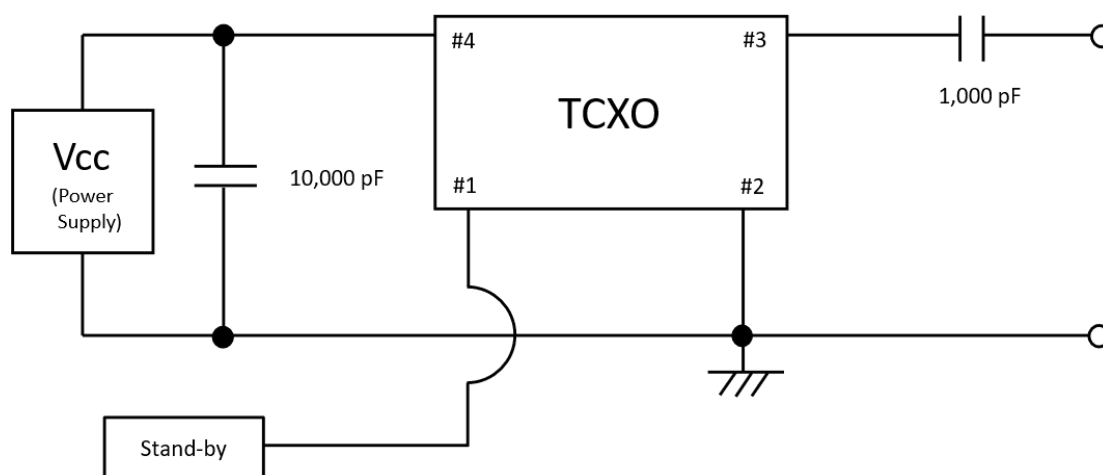 #4
#3
TCXO
1,000 pF
Vcc
(Power
Supply)
10,000 pF
#1
#2
Stand-by